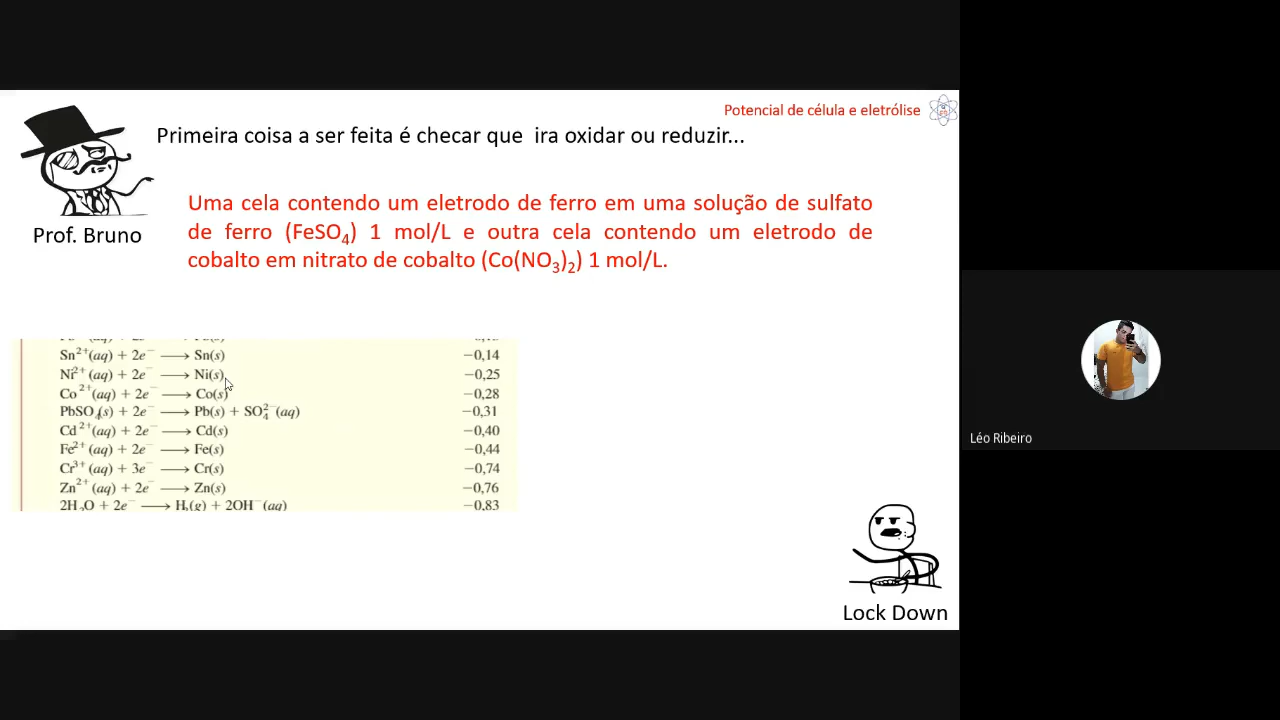 Potencial de célula e eletrólise
Primeira coisa a ser feita é checar que ira oxidar ou reduzir...
Prof. Bruno
Uma cela contendo um eletrodo de ferro em uma solução de sulfato
de ferro (FeSO₄) 1 mol/L e outra cela contendo um eletrodo de
cobalto em nitrato de cobalto (Co(NO₃)₂) 1 mol/L.
Sn²⁺(aq) + 2e⁻ ⟶ Sn(s) −0,14
Ni²⁺(aq) + 2e⁻ ⟶ Ni(s) −0,25
Co²⁺(aq) + 2e⁻ ⟶ Co(s) −0,28
PbSO₄(s) + 2e⁻ ⟶ Pb(s) + SO₄²⁻(aq) −0,31
Cd²⁺(aq) + 2e⁻ ⟶ Cd(s) −0,40
Fe²⁺(aq) + 2e⁻ ⟶ Fe(s) −0,44
Cr³⁺(aq) + 3e⁻ ⟶ Cr(s) −0,74
Zn²⁺(aq) + 2e⁻ ⟶ Zn(s) −0,76
2H₂O + 2e⁻ ⟶ H₂(g) + 2OH⁻(aq) −0,83
Léo Ribeiro
Lock Down